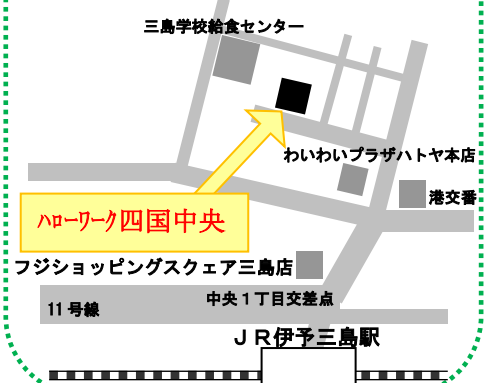 三島学校給食センター
わいわいプラザハトヤ本店
港交番
ﾊﾛｰﾜｰｸ四国中央
フジショッピングスクェア三島店
中央１丁目交差点
11号線
ＪＲ伊予三島駅